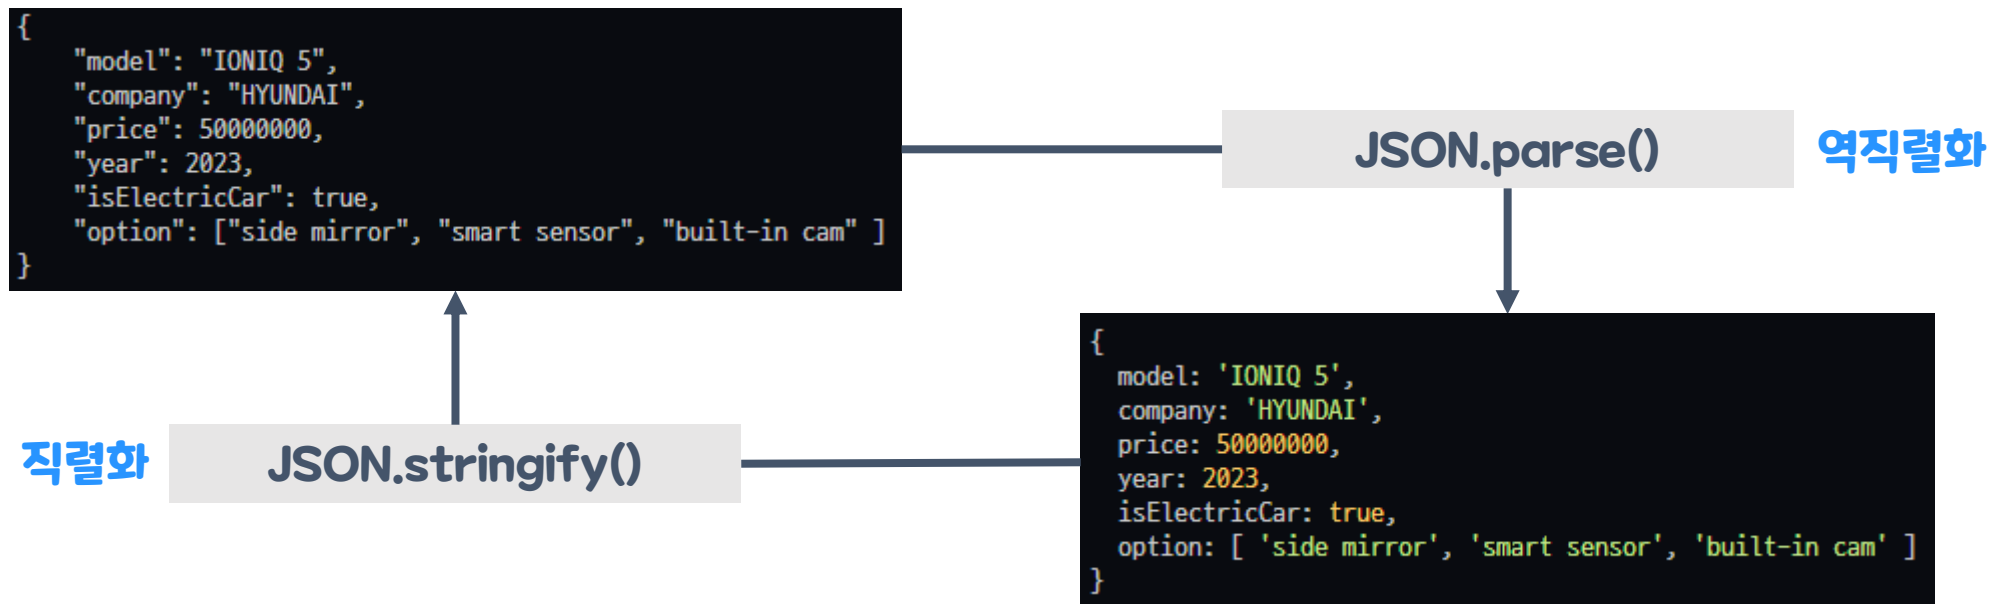 {
    "model": "IONIQ 5",
    "company": "HYUNDAI",
    "price": 50000000,
    "year": 2023,
    "isElectricCar": true,
    "option": ["side mirror", "smart sensor", "built-in cam" ]
}
JSON.parse()
역직렬화
직렬화
JSON.stringify()
{
  model: 'IONIQ 5',
  company: 'HYUNDAI',
  price: 50000000,
  year: 2023,
  isElectricCar: true,
  option: [ 'side mirror', 'smart sensor', 'built-in cam' ]
}